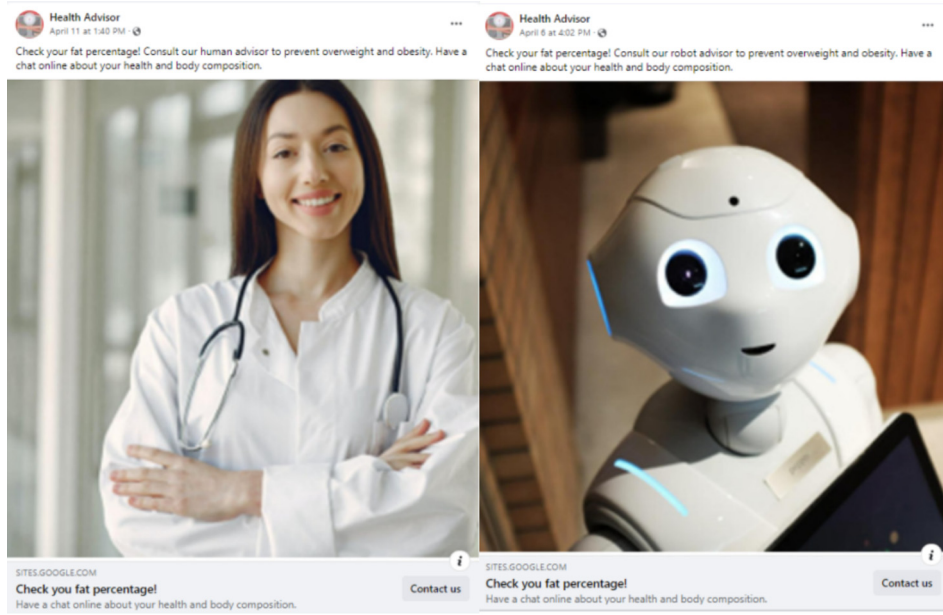 Health Advisor
April 11 at 1:40 PM ·
Check your fat percentage! Consult our human advisor to prevent overweight and obesity. Have a
chat online about your health and body composition.
SITES.GOOGLE.COM
Check you fat percentage!
Have a chat online about your health and body composition.
Contact us
Health Advisor
April 6 at 4:02 PM ·
Check your fat percentage! Consult our robot advisor to prevent overweight and obesity. Have a
chat online about your health and body composition.
SITES.GOOGLE.COM
Check you fat percentage!
Have a chat online about your health and body composition.
Contact us